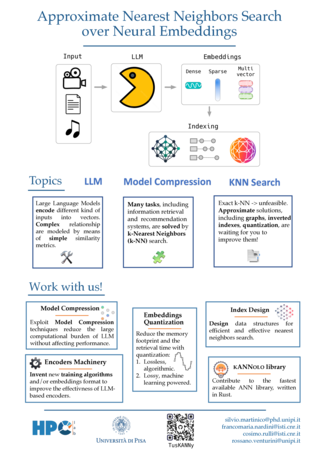 Approximate Nearest Neighbors Search
over Neural Embeddings
Input
LLM
Embeddings
Dense
Sparse
Multi
vector
Indexing
Topics
LLM
Model Compression
KNN Search
Large Language Models
encode different kind of
inputs into vectors.
Complex relationship
are modeled by means
of simple similarity
metrics.
Many tasks, including
information retrieval
and recommendation
systems, are solved by
k-Nearest Neighbors
(k-NN) search.
Exact k-NN -> unfeasible.
Approximate solutions,
including graphs, inverted
indexes, quantization, are
waiting for you to
improve them!
Work with us!
Model Compression
Exploit Model Compression
techniques reduce the large
computational burden of LLM
without affecting performance.
Encoders Machinery
Invent new training algorithms
and/or embeddings format to
improve the effectiveness of LLM-
based encoders.
Embeddings
Quantization
Reduce the memory
footprint and the
retrieval time with
quantization:
1. Lossless,
algorithmic.
2. Lossy, machine
learning powered.
Index Design
Design data structures for
efficient and effective nearest
neighbors search.
KANNOLO library
Contribute to the fastest
available ANN library, written
in Rust.
HPC
UNIVERSITÀ DI PISA
TusKANNy
silvio.martinico@phd.unipi.it
francomaria.nardini@isti.cnr.it
cosimo.rulli@isti.cnr.it
rossano.venturini@unipi.it